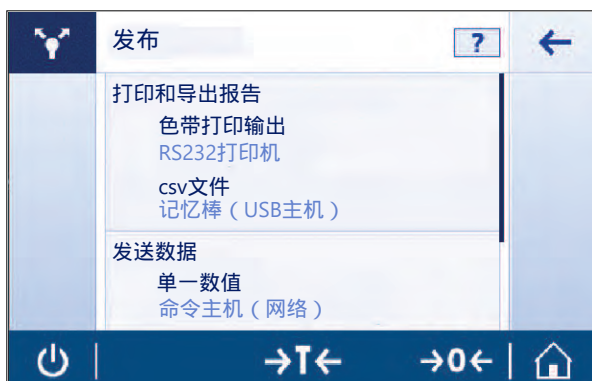 发布
?
打印和导出报告
色带打印输出
RS232打印机
csv文件
记忆棒（USB主机）
发送数据
单一数值
命令主机（网络）
→T←
→0←